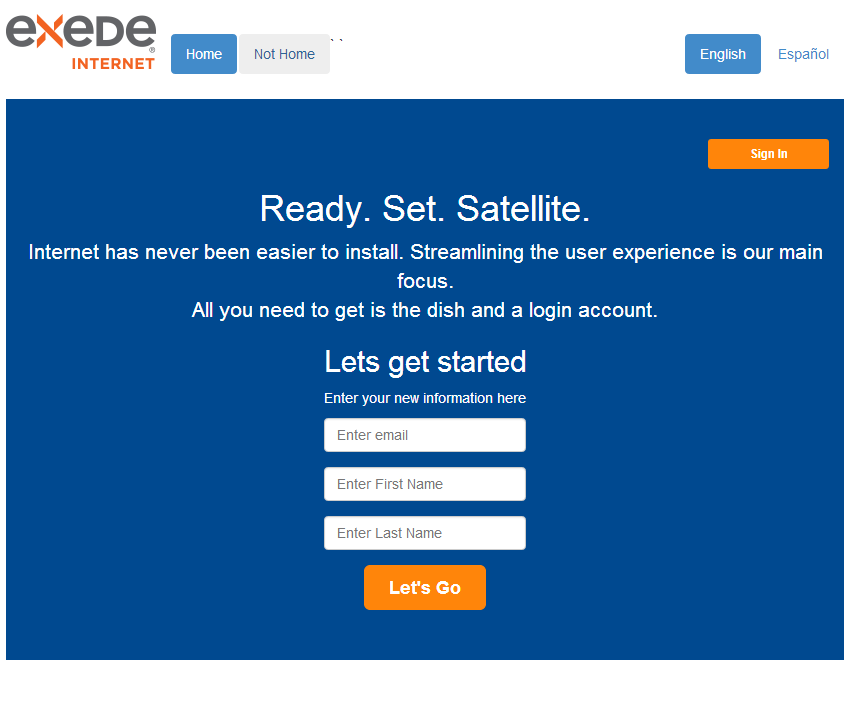 exede®
INTERNET
Home Not Home ` ` English Español
Sign In
Ready. Set. Satellite.
Internet has never been easier to install. Streamlining the user experience is our main
focus.
All you need to get is the dish and a login account.
Lets get started
Enter your new information here
Enter email
Enter First Name
Enter Last Name
Let's Go